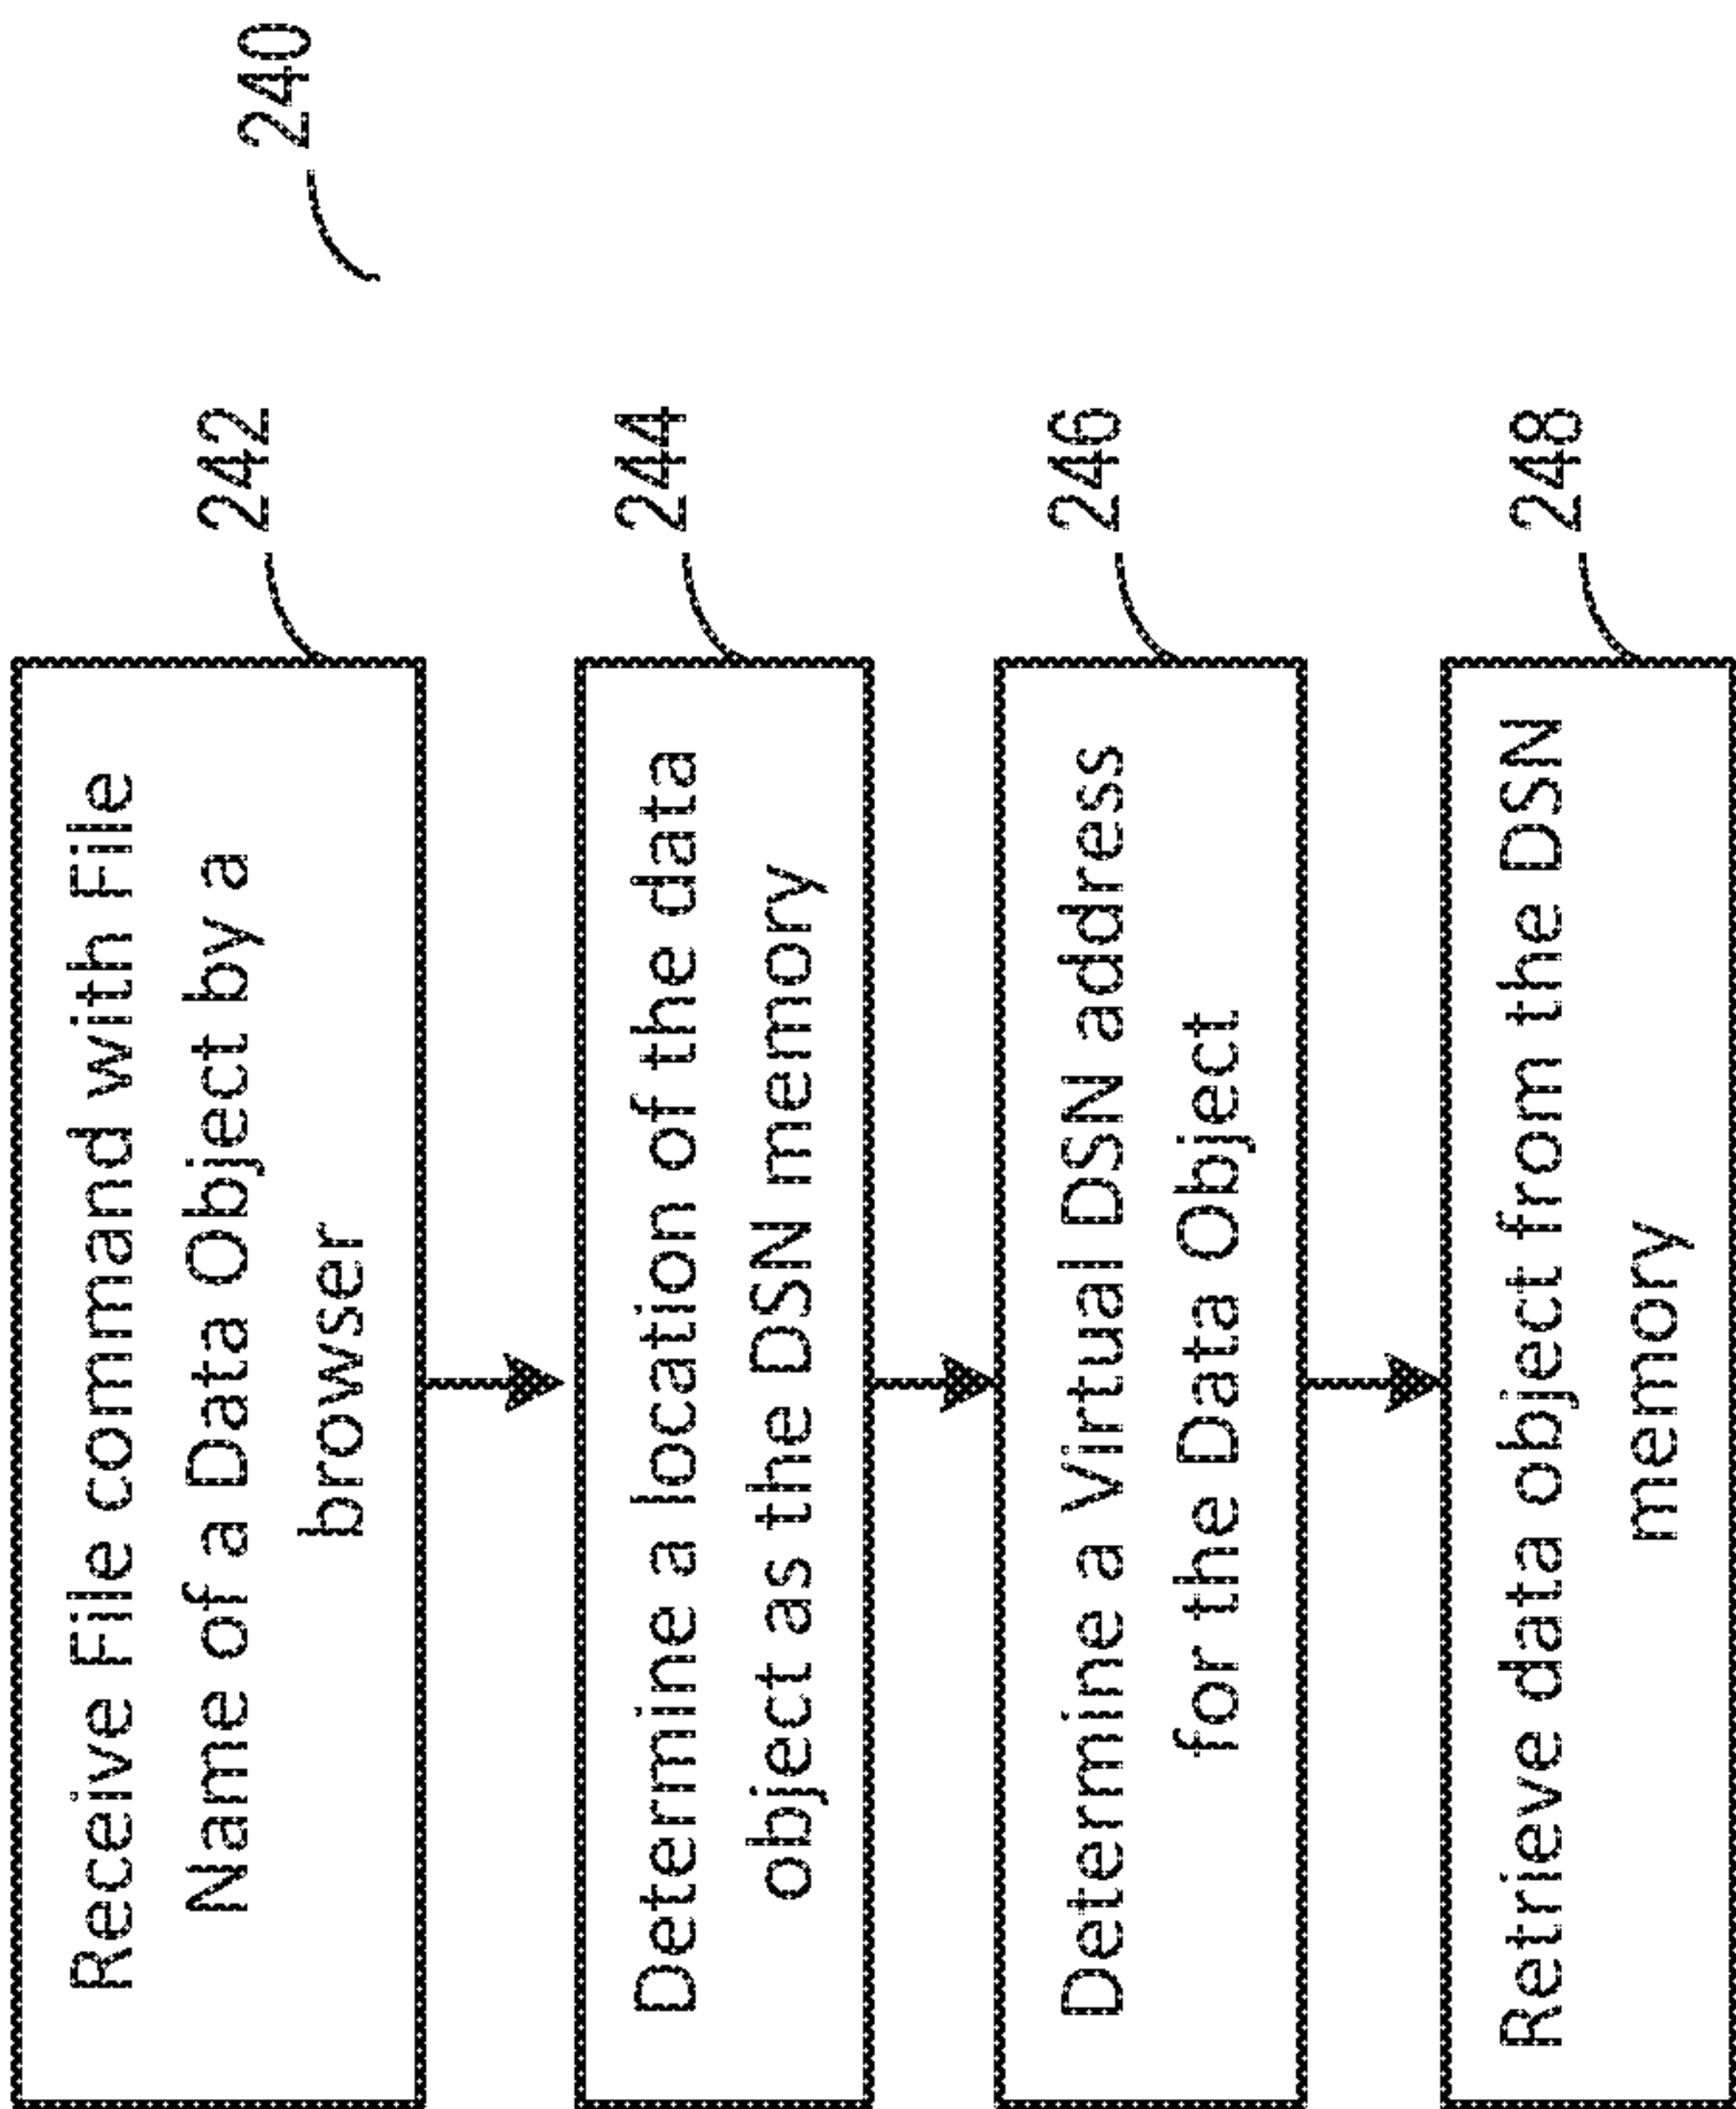 240
Receive File command with File
Name of a Data Object by a
browser
242
Determine a location of the data
object as the DSN memory
244
Determine a Virtual DSN address
for the Data Object
246
Retrieve data object from the DSN
memory
248